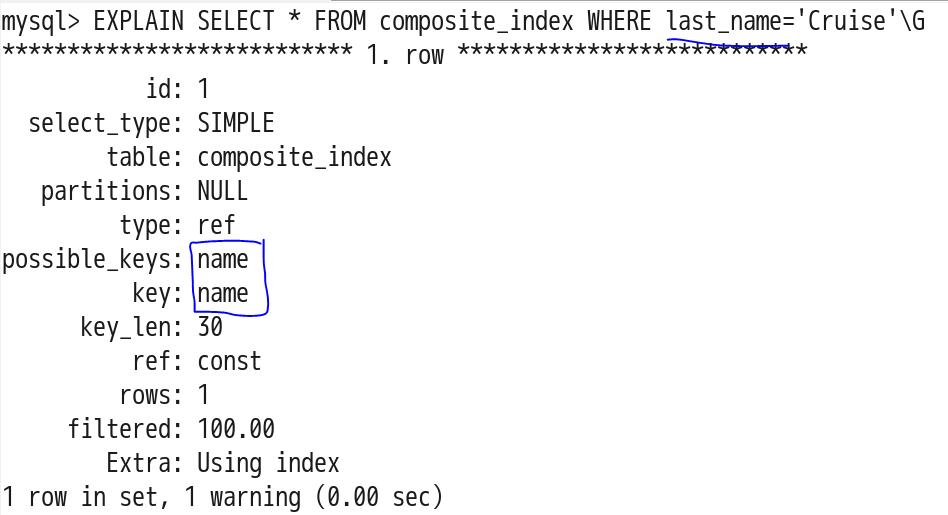 mysql> EXPLAIN SELECT * FROM composite_index WHERE last_name='Cruise'\G
*************************** 1. row ***************************
id: 1
select_type: SIMPLE
table: composite_index
partitions: NULL
type: ref
possible_keys: name
key: name
key_len: 30
ref: const
rows: 1
filtered: 100.00
Extra: Using index
1 row in set, 1 warning (0.00 sec)